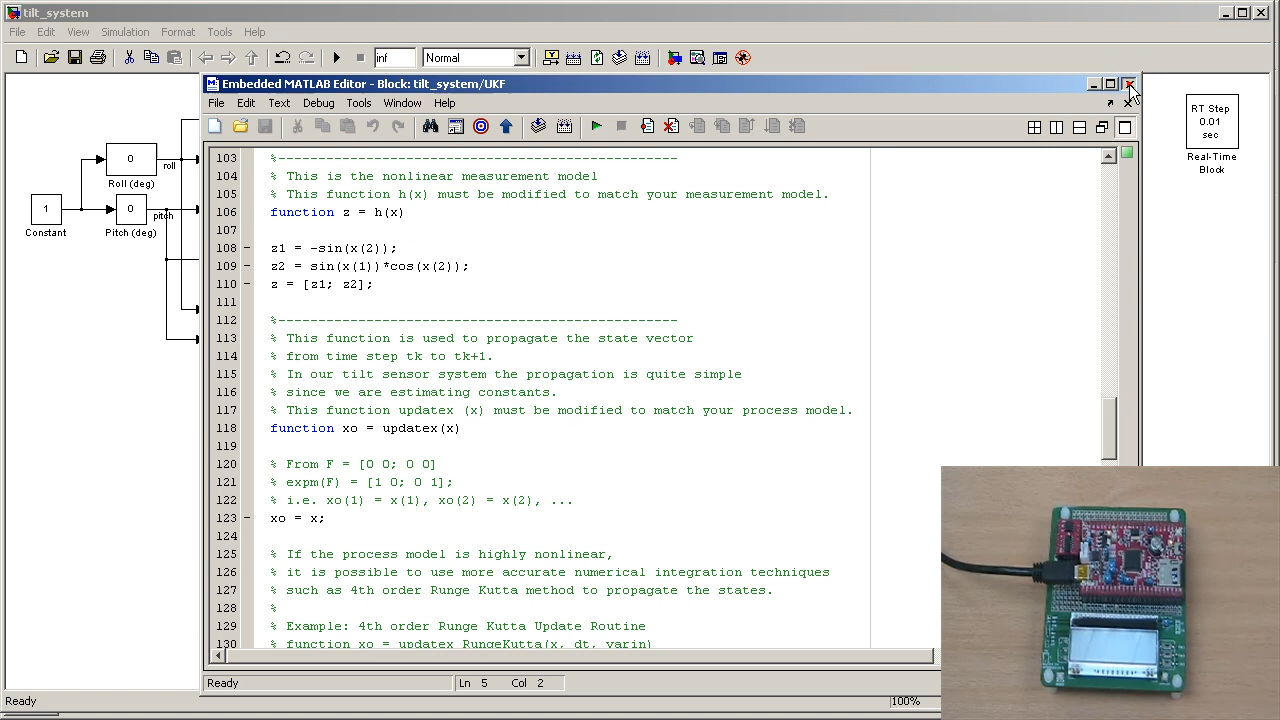 tilt_system
File Edit View Simulation Format Tools Help
inf Normal
Embedded MATLAB Editor - Block: tilt_system/UKF
File Edit Text Debug Tools Window Help
103 %--------------------------------------------------
104 % This is the nonlinear measurement model
105 % This function h(x) must be modified to match your measurement model.
106 function z = h(x)
107
108 – z1 = -sin(x(2));
109 – z2 = sin(x(1))*cos(x(2));
110 – z = [z1; z2];
111
112 %--------------------------------------------------
113 % This function is used to propagate the state vector
114 % from time step tk to tk+1.
115 % In our tilt sensor system the propagation is quite simple
116 % since we are estimating constants.
117 % This function updatex (x) must be modified to match your process model.
118 function xo = updatex(x)
119
120 % From F = [0 0; 0 0]
121 % expm(F) = [1 0; 0 1];
122 % i.e. xo(1) = x(1), xo(2) = x(2), ...
123 – xo = x;
124
125 % If the process model is highly nonlinear,
126 % it is possible to use more accurate numerical integration techniques
127 % such as 4th order Runge Kutta method to propagate the states.
128 %
129 % Example: 4th order Runge Kutta Update Routine
130 % function xo = updatex RungeKutta(x, dt, varin)
Ready Ln 5 Col 2
0
roll
Roll (deg)
1
0
pitch
Constant
Pitch (deg)
RT Step
0.01
sec
Real-Time
Block
Ready 100%